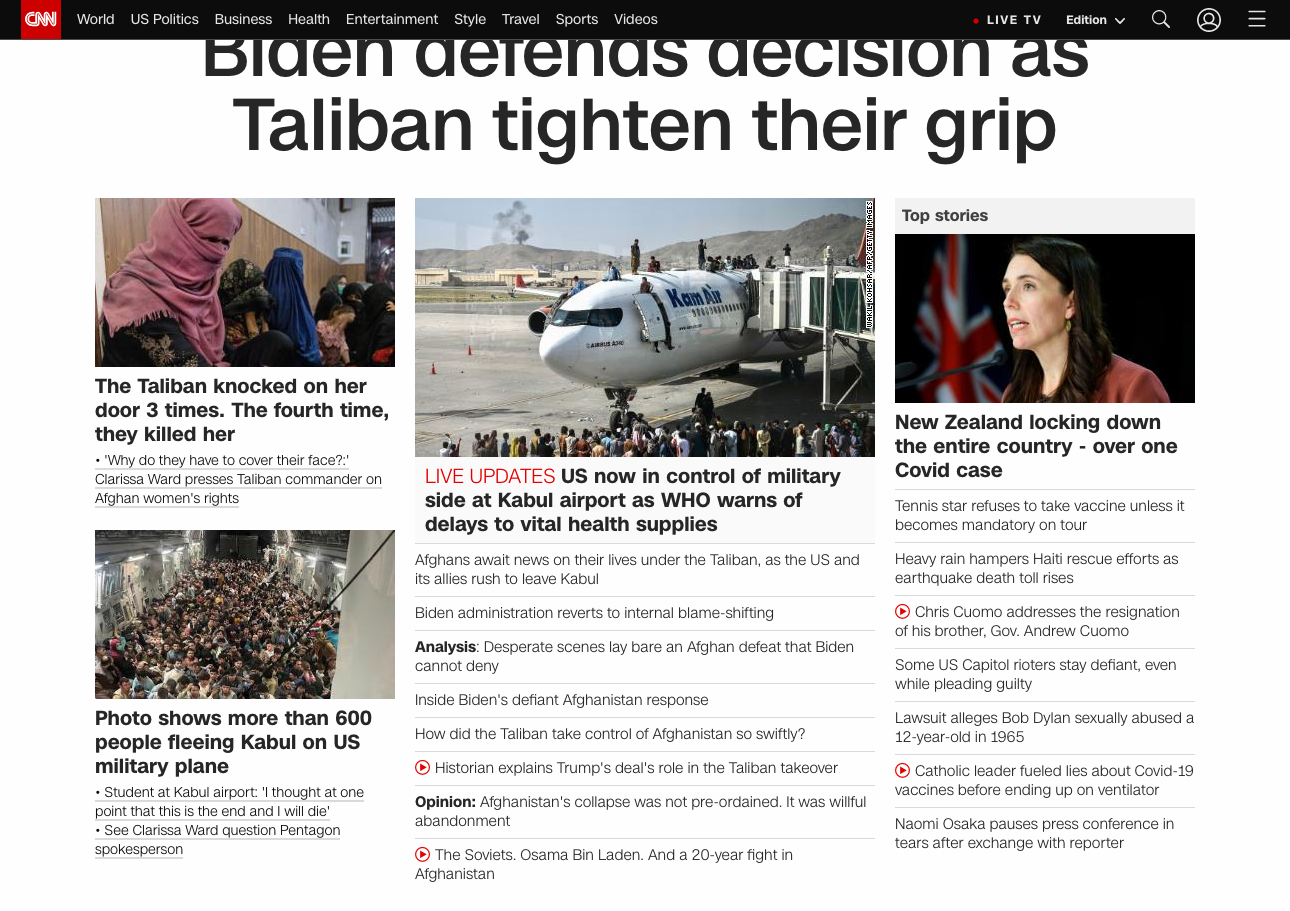 CNN World US Politics Business Health Entertainment Style Travel Sports Videos LIVE TV Edition
Biden defends decision as
Taliban tighten their grip
The Taliban knocked on her
door 3 times. The fourth time,
they killed her
• 'Why do they have to cover their face?:'
Clarissa Ward presses Taliban commander on
Afghan women's rights
Photo shows more than 600
people fleeing Kabul on US
military plane
• Student at Kabul airport: 'I thought at one
point that this is the end and I will die'
• See Clarissa Ward question Pentagon
spokesperson
Kam Air
AIRBUS A340
WAKIL KOHSAR/AFP/GETTY IMAGES
LIVE UPDATES US now in control of military
side at Kabul airport as WHO warns of
delays to vital health supplies
Afghans await news on their lives under the Taliban, as the US and
its allies rush to leave Kabul
Biden administration reverts to internal blame-shifting
Analysis: Desperate scenes lay bare an Afghan defeat that Biden
cannot deny
Inside Biden's defiant Afghanistan response
How did the Taliban take control of Afghanistan so swiftly?
Historian explains Trump's deal's role in the Taliban takeover
Opinion: Afghanistan's collapse was not pre-ordained. It was willful
abandonment
The Soviets. Osama Bin Laden. And a 20-year fight in
Afghanistan
Top stories
New Zealand locking down
the entire country - over one
Covid case
Tennis star refuses to take vaccine unless it
becomes mandatory on tour
Heavy rain hampers Haiti rescue efforts as
earthquake death toll rises
Chris Cuomo addresses the resignation
of his brother, Gov. Andrew Cuomo
Some US Capitol rioters stay defiant, even
while pleading guilty
Lawsuit alleges Bob Dylan sexually abused a
12-year-old in 1965
Catholic leader fueled lies about Covid-19
vaccines before ending up on ventilator
Naomi Osaka pauses press conference in
tears after exchange with reporter